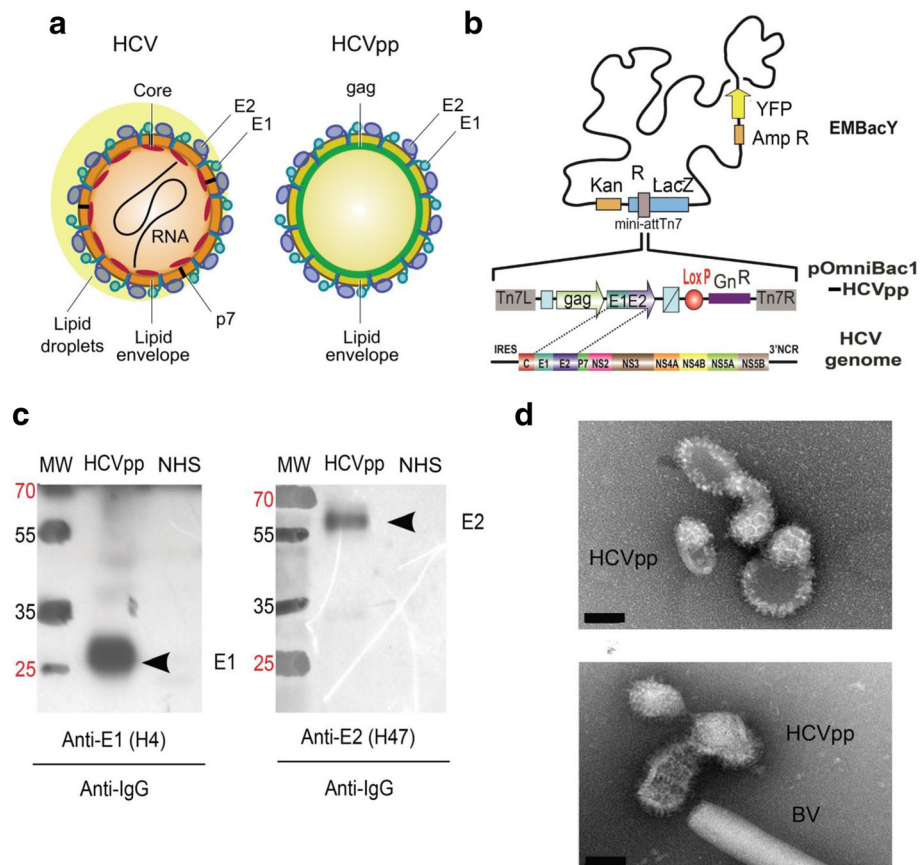 a
HCV
HCVpp
Core
gag
E2
E1
E2
E1
RNA
Lipid
droplets
Lipid
envelope
p7
Lipid
envelope
b
YFP
Amp R
EMBacY
R
Kan
LacZ
mini-attTn7
pOmniBac1
–HCVpp
LoxP
GnR
Tn7L
gag
E1E2
Tn7R
HCV
genome
IRES
3'NCR
C E1 E2 P7 NS2 NS3 NS4A NS4B NS5A NS5B
c
MW HCVpp NHS
70
55
35
25
E1
Anti-E1 (H4)
Anti-IgG
MW HCVpp NHS
70
55
35
25
E2
Anti-E2 (H47)
Anti-IgG
d
HCVpp
HCVpp
BV